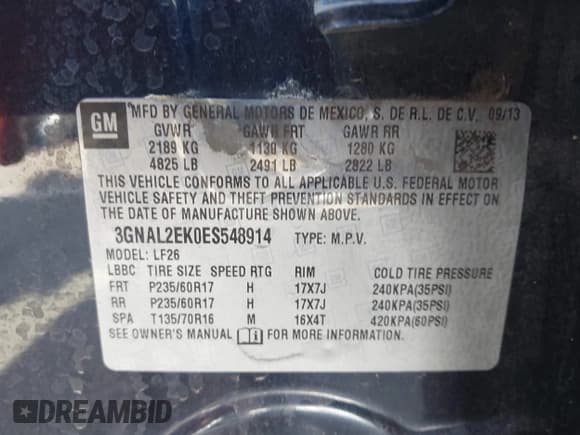 GM
MFD BY GENERAL MOTORS DE MEXICO, S. DE R.L. DE C.V. 09/13
GVWR GAWR FRT GAWR RR
2189 KG 1130 KG 1280 KG
4825 LB 2491 LB 2822 LB
THIS VEHICLE CONFORMS TO ALL APPLICABLE U.S. FEDERAL MOTOR
VEHICLE SAFETY AND THEFT PREVENTION STANDARDS IN EFFECT ON
THE DATE OF MANUFACTURE SHOWN ABOVE.
3GNAL2EK0ES548914 TYPE: M.P.V.
MODEL: LF26
LBBC TIRE SIZE SPEED RTG RIM COLD TIRE PRESSURE
FRT P235/60R17 H 17X7J 240KPA(35PSI)
RR P235/60R17 H 17X7J 240KPA(35PSI)
SPA T135/70R16 M 16X4T 420KPA(60PSI)
SEE OWNER'S MANUAL FOR MORE INFORMATION.
DREAMBID